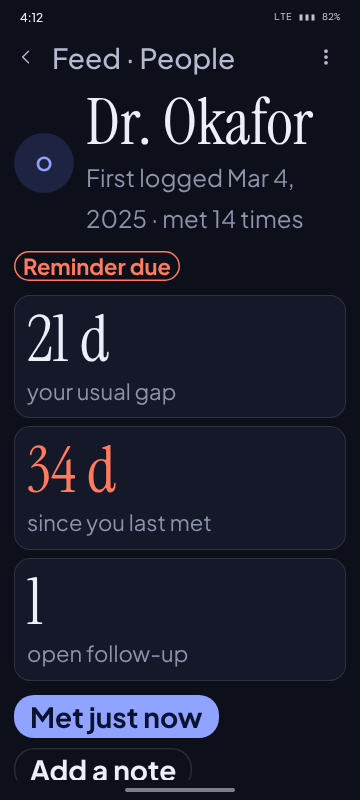 4:12
LTE 82%
Feed · People
Dr. Okafor
First logged Mar 4,
2025 · met 14 times
Reminder due
21 d
your usual gap
34 d
since you last met
1
open follow-up
Met just now
Add a note